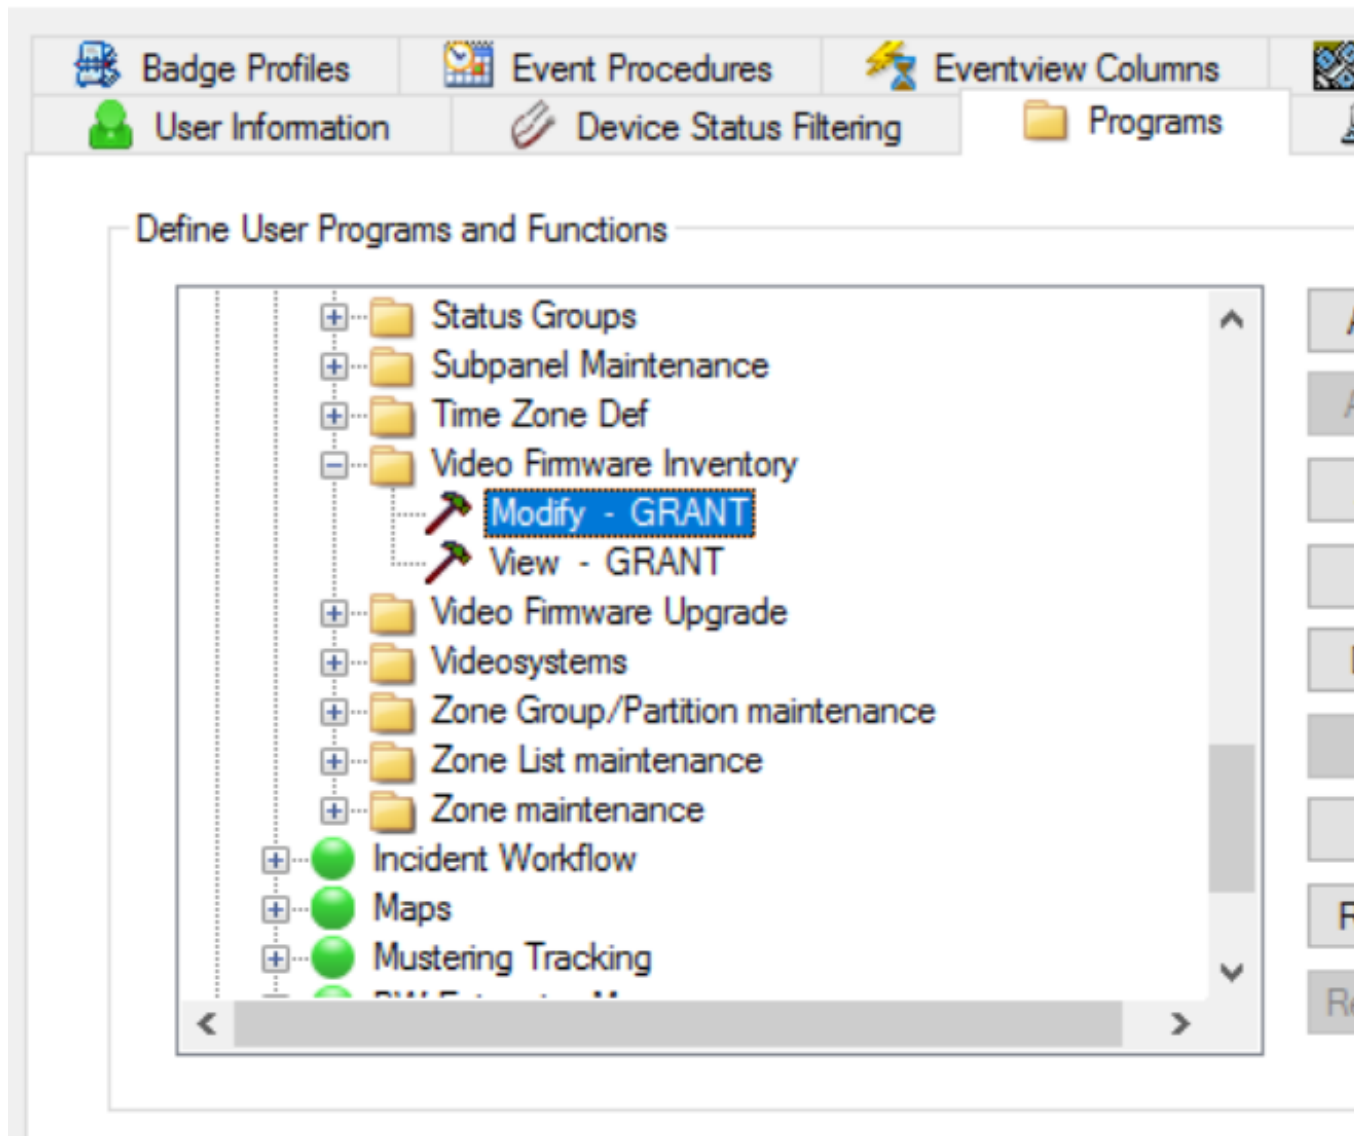 Badge Profiles Event Procedures Eventview Columns
User Information Device Status Filtering Programs
Define User Programs and Functions
Status Groups
Subpanel Maintenance
Time Zone Def
Video Firmware Inventory
Modify - GRANT
View - GRANT
Video Firmware Upgrade
Videosystems
Zone Group/Partition maintenance
Zone List maintenance
Zone maintenance
Incident Workflow
Maps
Mustering Tracking